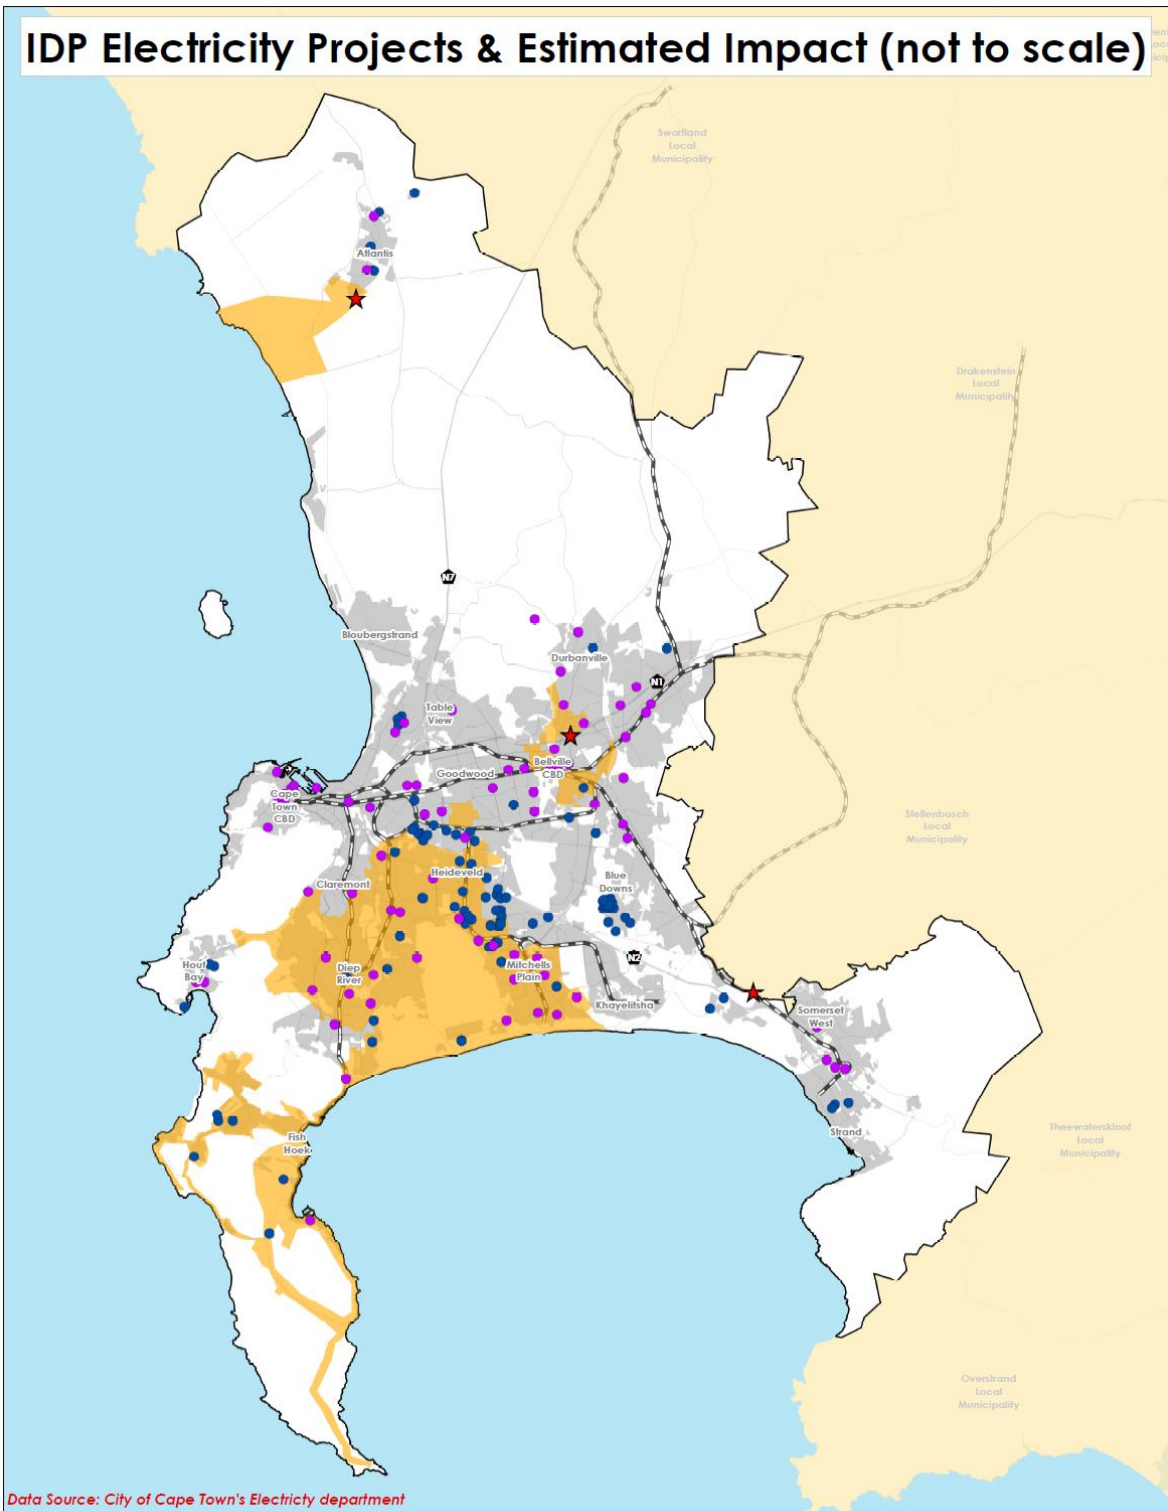 IDP Electricity Projects & Estimated Impact (not to scale)
Swartland
Local
Municipality
Atlantis
Drakenstein
Local
Municipality
N7
Bloubergstrand
Durbanville
N1
Table
View
Bellville
CBD
Goodwood
Cape
Town
CBD
Stellenbosch
Local
Municipality
Heideveld
Claremont
Blue
Downs
Hout
Bay
Diep
River
Mitchells
Plain
N2
Khayelitsha
Somerset
West
Strand
Fish
Hoek
Theewaterskloof
Local
Municipality
Overstrand
Local
Municipality
Data Source: City of Cape Town's Electricty department